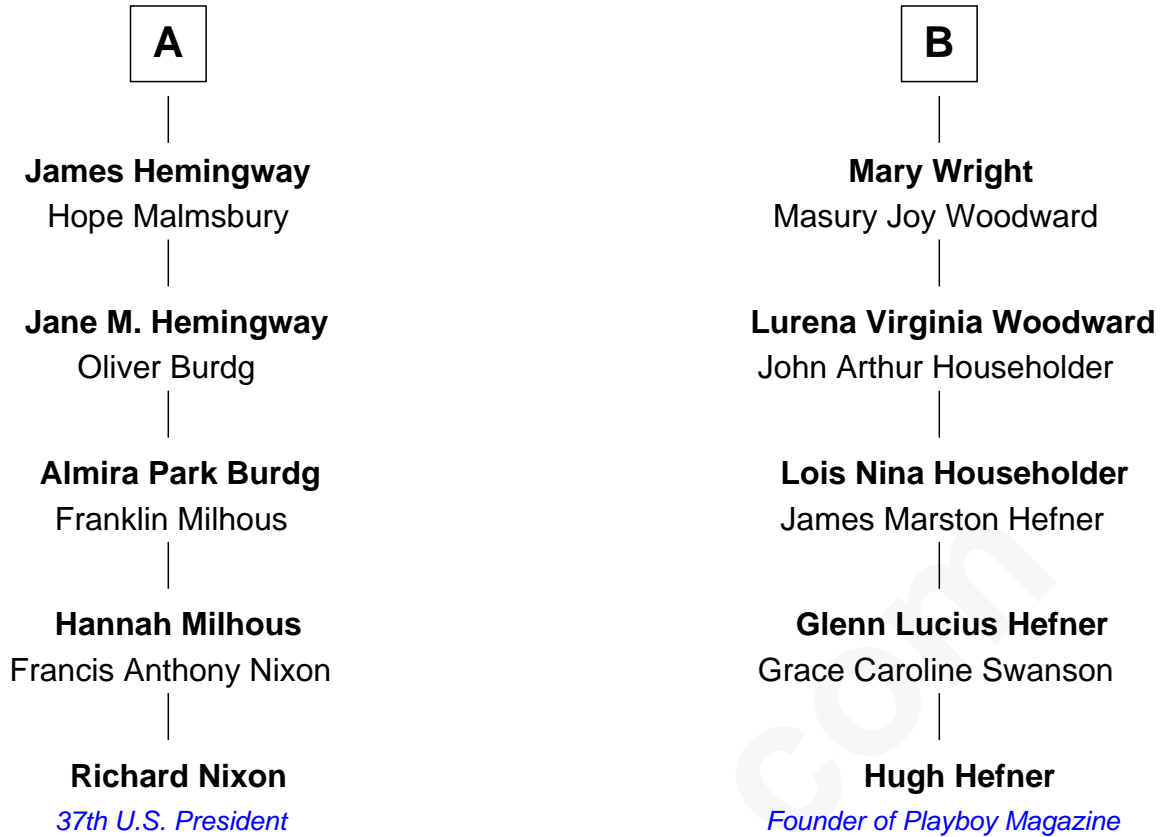 A
James Hemingway
Hope Malmsbury
Jane M. Hemingway
Oliver Burdg
Almira Park Burdg
Franklin Milhous
Hannah Milhous
Francis Anthony Nixon
Richard Nixon
37th U.S. President
B
Mary Wright
Masury Joy Woodward
Lurena Virginia Woodward
John Arthur Householder
Lois Nina Householder
James Marston Hefner
Glenn Lucius Hefner
Grace Caroline Swanson
Hugh Hefner
Founder of Playboy Magazine
com